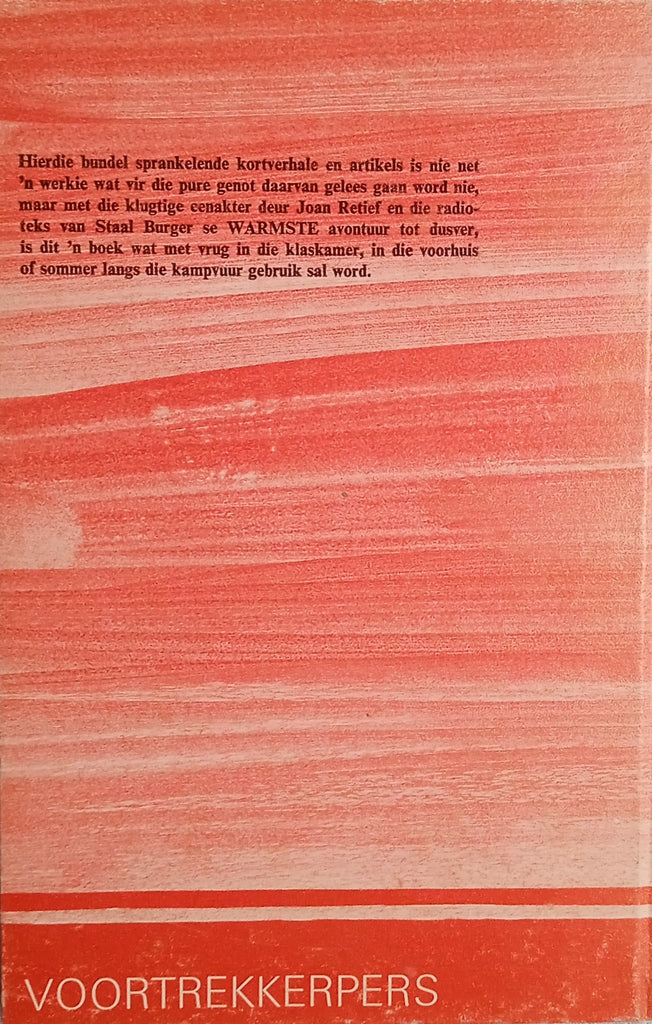 Hierdie bundel sprankelende kortverhale en artikels is nie net
'n werkie wat vir die pure genot daarvan gelees gaan word nie,
maar met die klugtige eenakter deur Joan Retief en die radio-
teks van Staal Burger se WARMSTE avontuur tot dusver,
is dit 'n boek wat met vrug in die klaskamer, in die voorhuis
of sommer langs die kampvuur gebruik sal word.
VOORTREKKERPERS